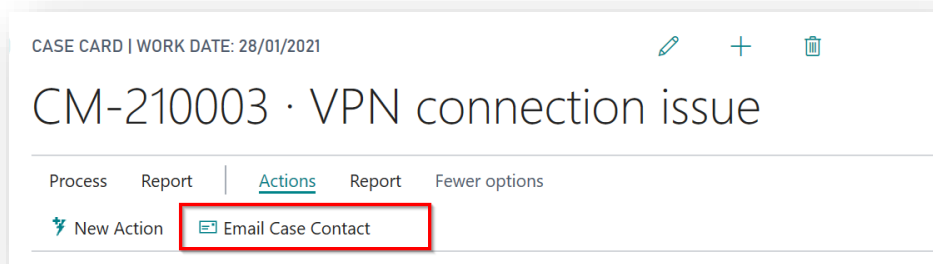 CASE CARD | WORK DATE: 28/01/2021
CM-210003 · VPN connection issue
Process Report Actions Report Fewer options
New Action Email Case Contact